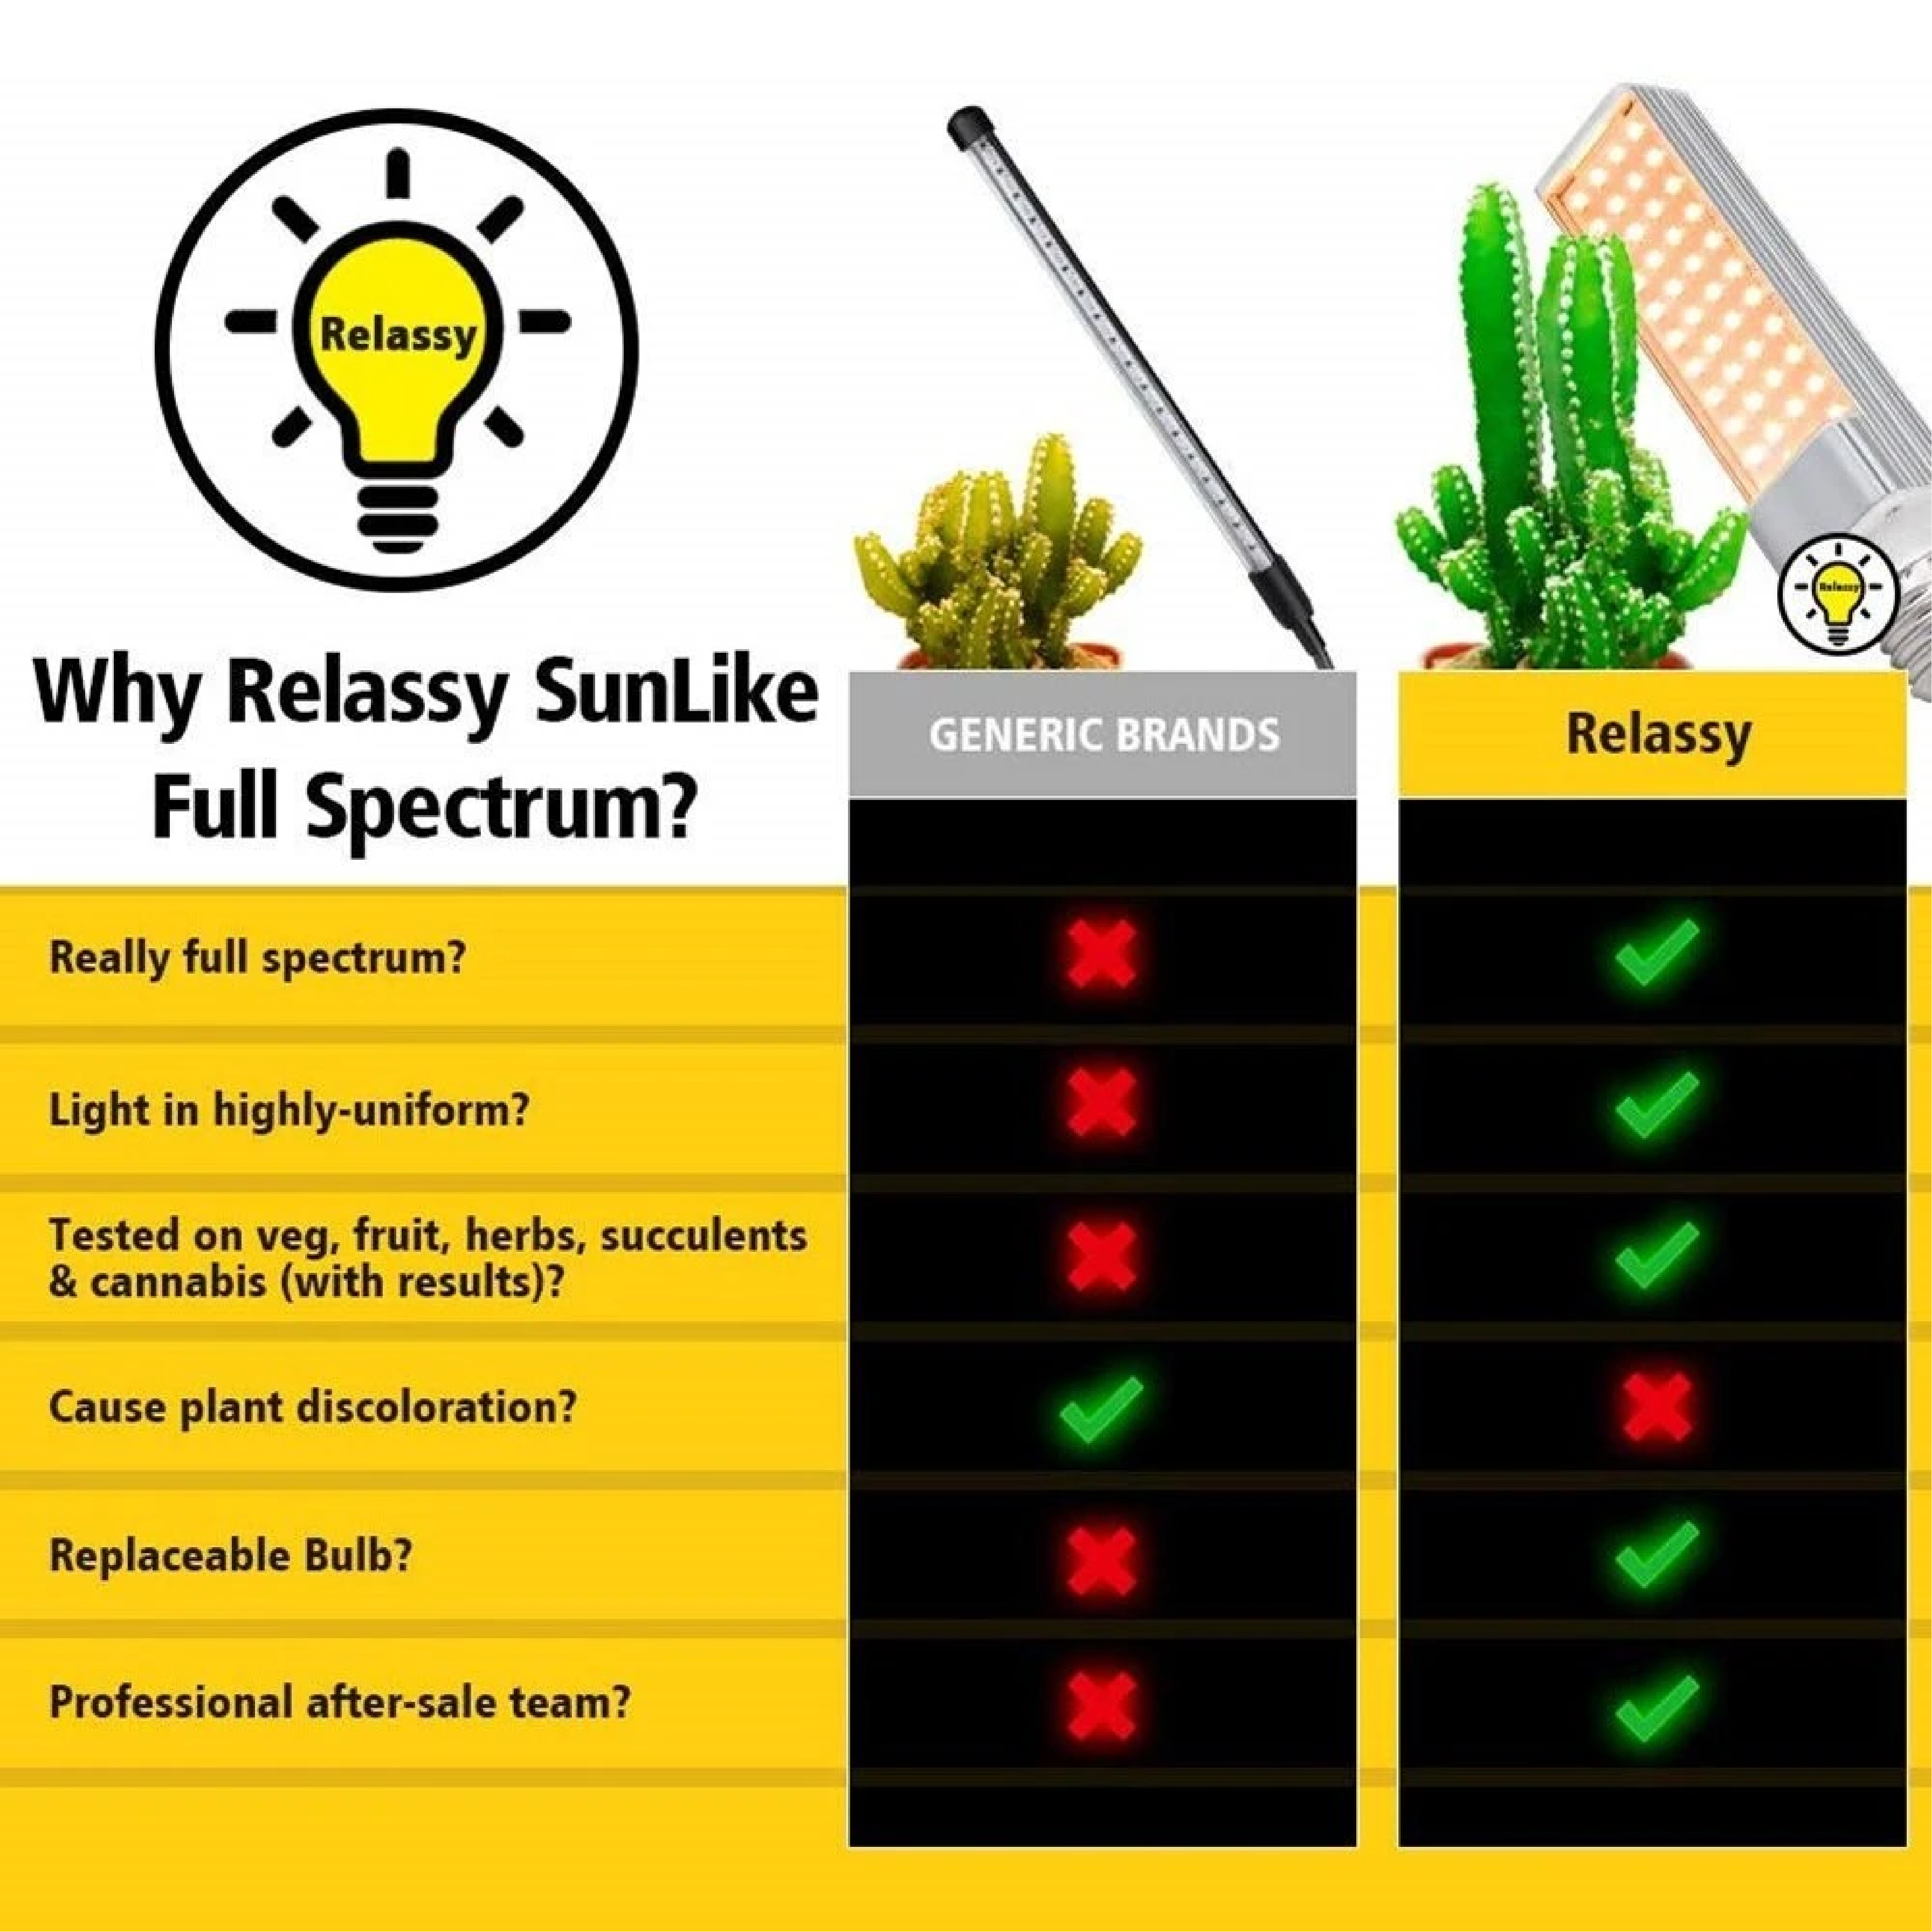 Relassy
Why Relassy SunLike
Full Spectrum?
GENERIC BRANDS
Relassy
Relassy
Really full spectrum?
Light in highly-uniform?
Tested on veg, fruit, herbs, succulents
& cannabis (with results)?
Cause plant discoloration?
Replaceable Bulb?
Professional after-sale team?